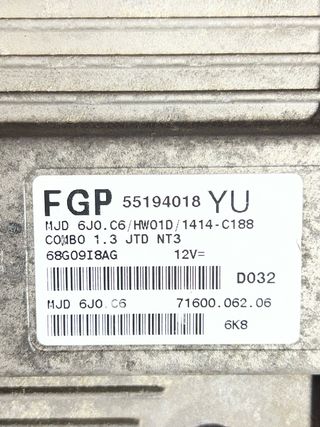 FGP 55194018 YU
MJD 6J0.C6/HW01D/1414-C188
COMBO 1.3 JTD NT3
68G09I8AG 12V=
D032
MJD 6J0.C6 71600.062.06
6K8